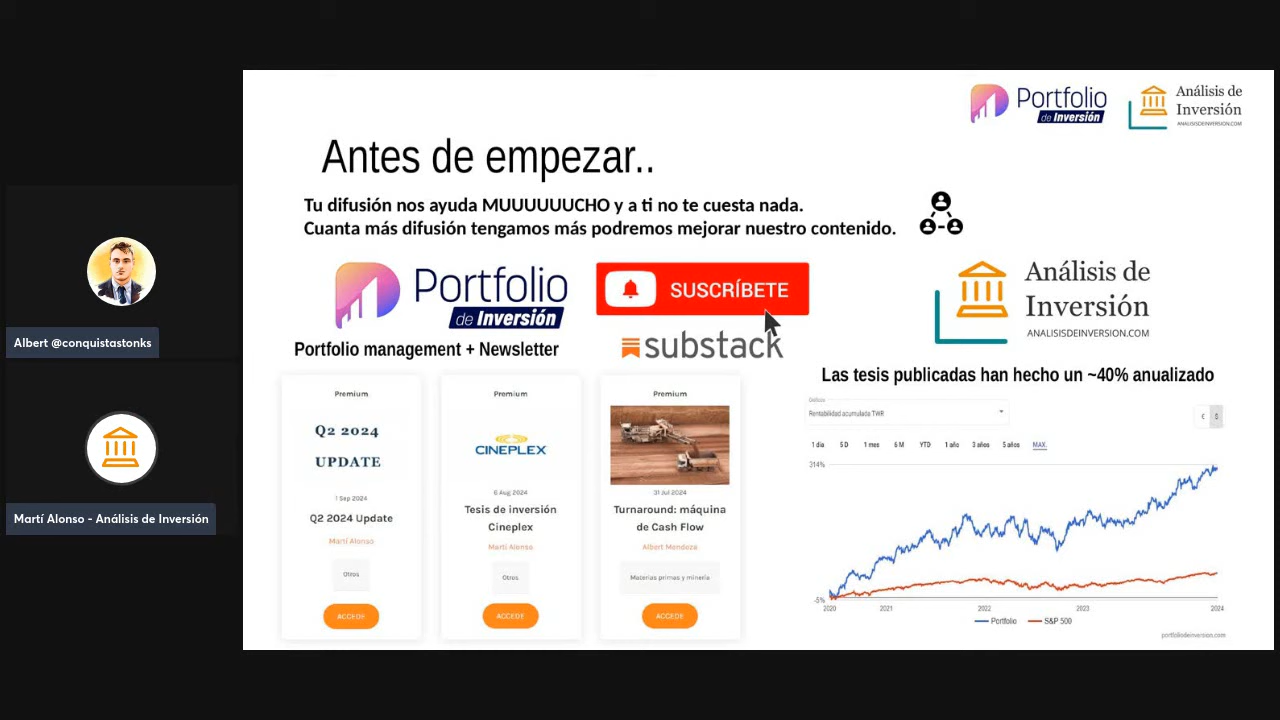 Portfolio
de Inversión
Análisis de
Inversión
ANALISISDEINVERSION.COM
Antes de empezar..
Tu difusión nos ayuda MUUUUUUCHO y a ti no te cuesta nada.
Cuanta más difusión tengamos más podremos mejorar nuestro contenido.
Portfolio
de Inversión
Portfolio management + Newsletter
SUSCRÍBETE
substack
Análisis de
Inversión
ANALISISDEINVERSION.COM
Las tesis publicadas han hecho un ~40% anualizado
Premium
Q2 2024
UPDATE
1 Sep 2024
Q2 2024 Update
Martí Alonso
Otros
ACCEDE
Premium
CINEPLEX
6 Aug 2024
Tesis de inversión
Cineplex
Martí Alonso
Otros
ACCEDE
Premium
31 Jul 2024
Turnaround: máquina
de Cash Flow
Albert Mendoza
Materias primas y minería
ACCEDE
Gráfico
Rentabilidad acumulada TWR
€ $
1 día 5 D 1 mes 6 M YTD 1 año 3 años 5 años MAX.
314%
-5%
2020 2021 2022 2023 2024
Portfolio S&P 500
portfoliodeinversion.com
Albert @conquistastonks
Martí Alonso - Análisis de Inversión